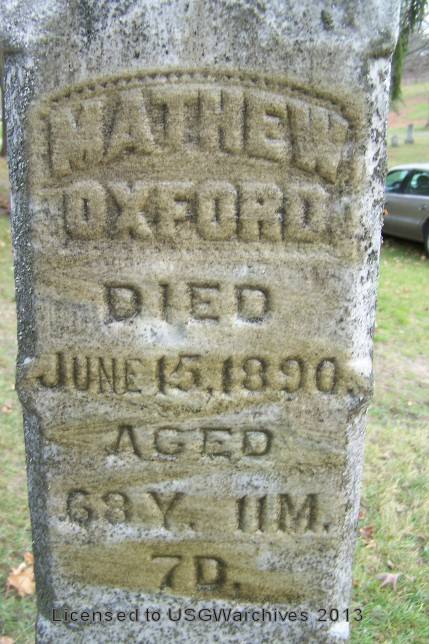 MATHEW
OXFORD
DIED
JUNE 15, 1890.
AGED
68 Y. 11 M.
7 D.
Licensed to USGWarchives 2013